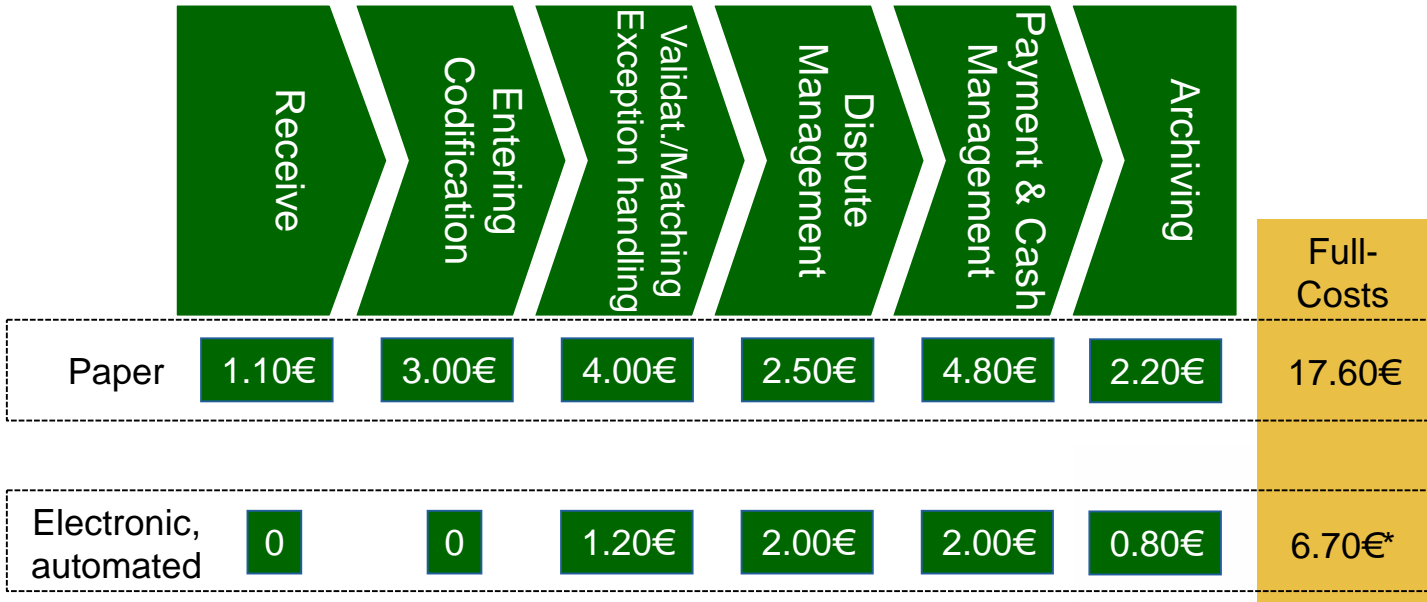 Receive
Entering
Codification
Validat./Matching
Exception handling
Dispute
Management
Payment & Cash
Management
Archiving
Full-
Costs
Paper
1.10€
3.00€
4.00€
2.50€
4.80€
2.20€
17.60€
Electronic,
automated
0
0
1.20€
2.00€
2.00€
0.80€
6.70€*